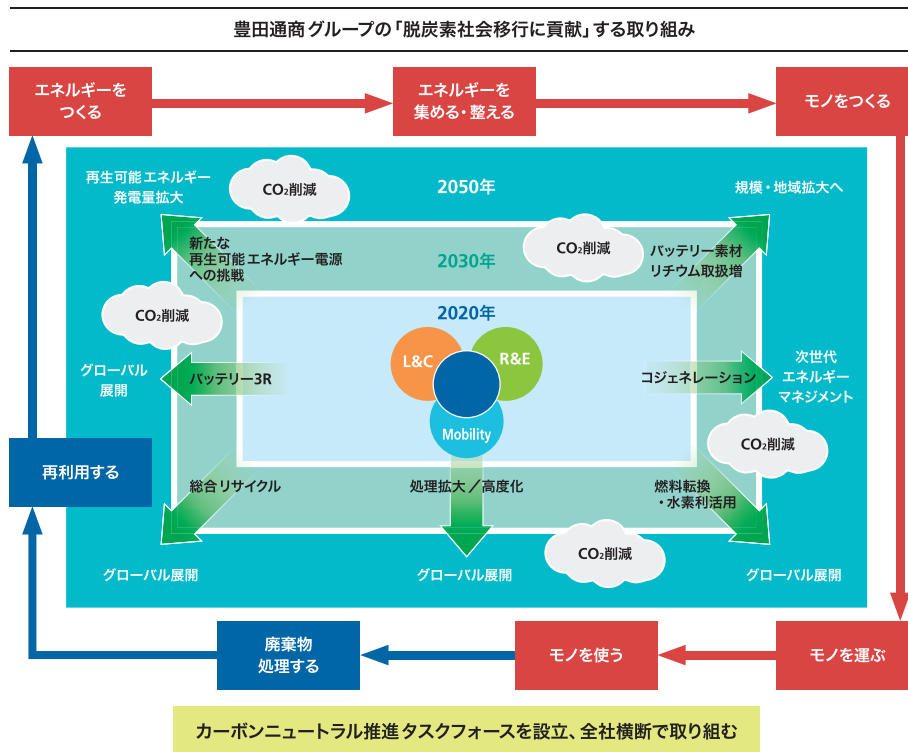 豊田通商グループの「脱炭素社会移行に貢献」する取り組み
エネルギーを
つくる
エネルギーを
集める・整える
モノをつくる
再生可能エネルギー
発電量拡大
CO₂削減
2050年
規模・地域拡大へ
新たな
再生可能エネルギー電源
への挑戦
2030年
CO₂削減
バッテリー素材
リチウム取扱増
CO₂削減
2020年
L&C
R&E
Mobility
グローバル
展開
バッテリー3R
コジェネレーション
次世代
エネルギー
マネジメント
再利用する
CO₂削減
総合リサイクル
処理拡大／高度化
燃料転換
・水素利活用
CO₂削減
グローバル展開
グローバル展開
グローバル展開
廃棄物
処理する
モノを使う
モノを運ぶ
カーボンニュートラル推進タスクフォースを設立、全社横断で取り組む